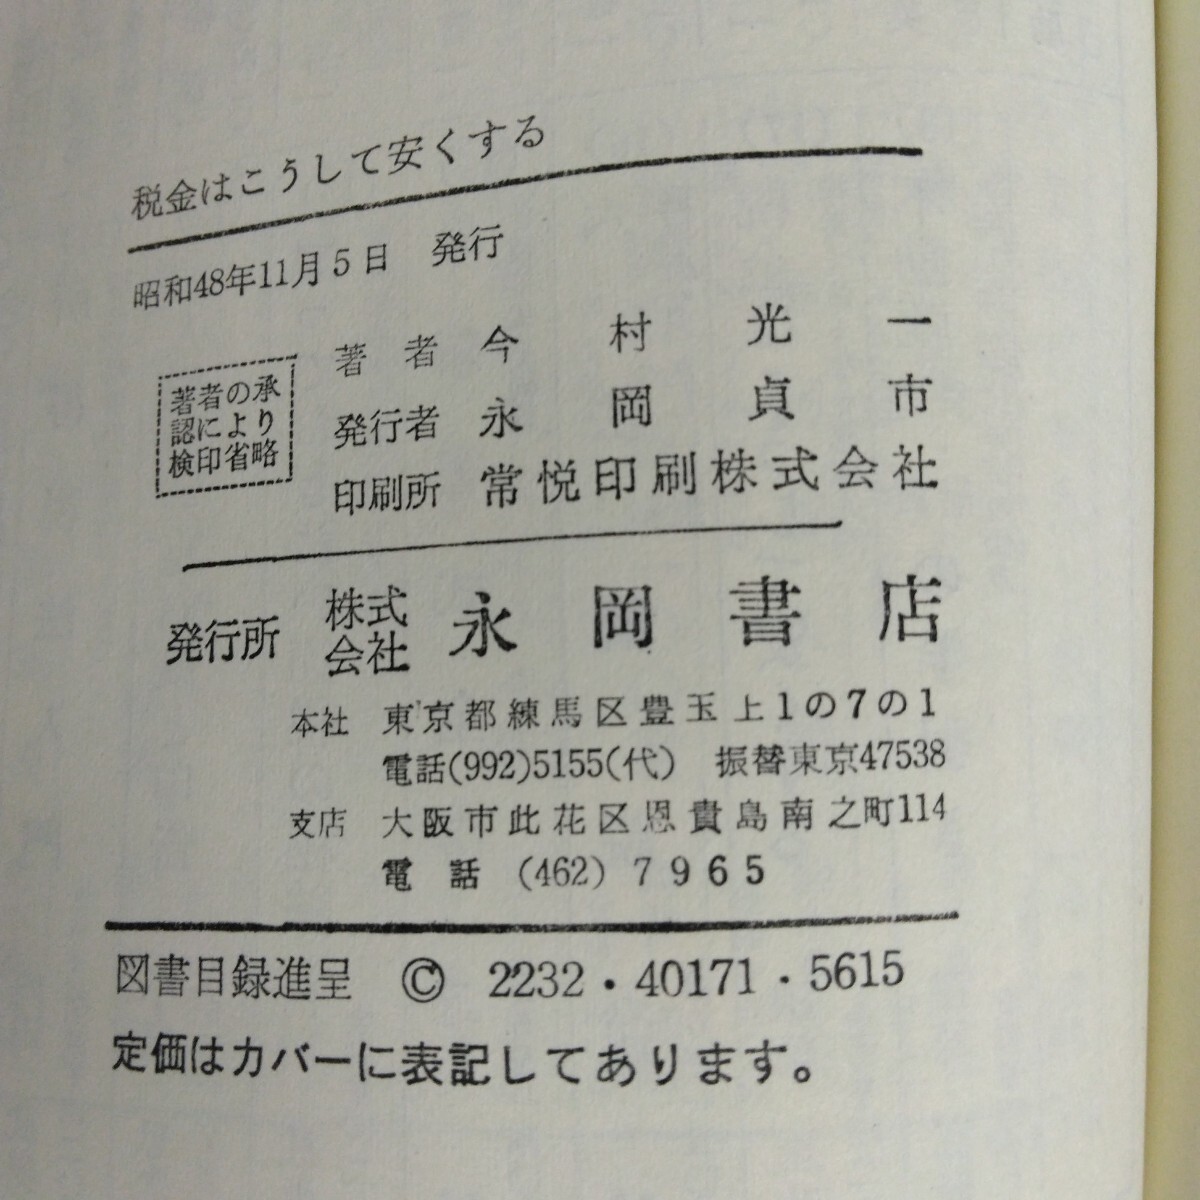 税金はこうして安くする
昭和48年11月5日 発行
著者 今村光一
発行者 永岡貞市
印刷所 常悦印刷株式会社
著者の承
認により
検印省略
発行所 株式会社 永岡書店
本社 東京都練馬区豊玉上1の7の1
電話(992)5155(代) 振替東京47538
支店 大阪市此花区恩貴島南之町114
電話 (462)7965
図書目録進呈 © 2232・40171・5615
定価はカバーに表記してあります。